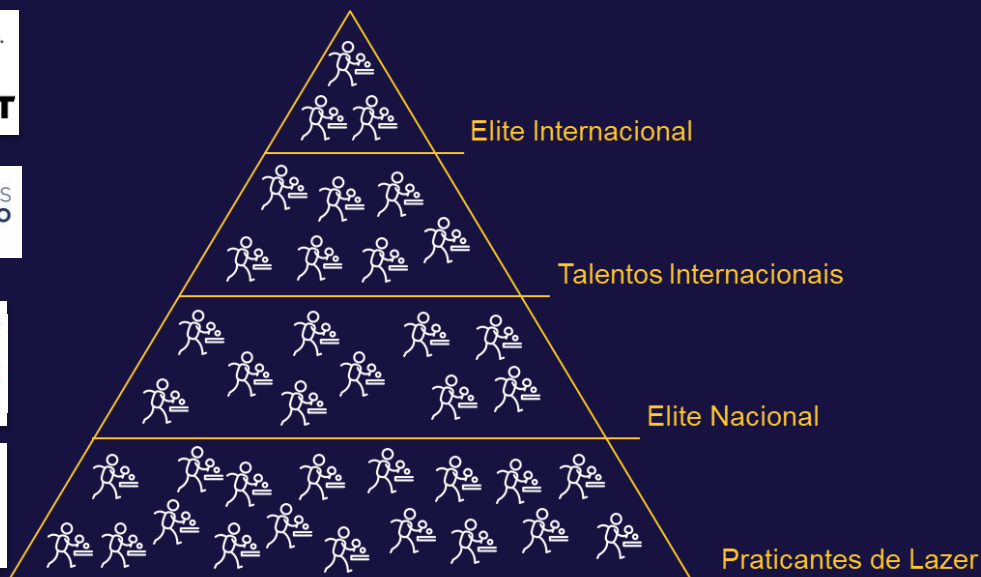 T
S
O
Elite Internacional
Talentos Internacionais
Elite Nacional
Praticantes de Lazer